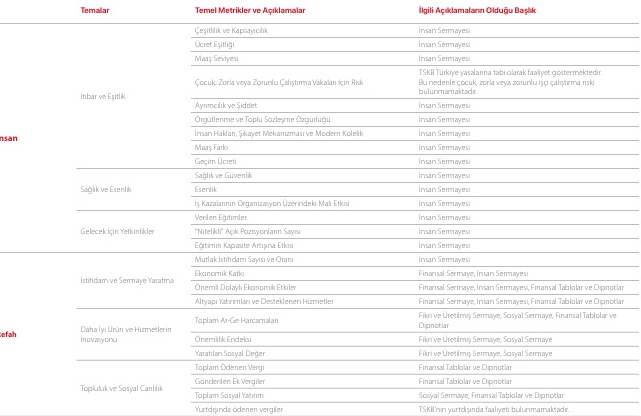 Temalar Temel Metrikler ve Açıklamalar İlgili Açıklamaların Olduğu Başlık
Çeşitlilik ve Kapsayıcılık İnsan Sermayesi
Ücret Eşitliği İnsan Sermayesi
Maaş Seviyesi İnsan Sermayesi
TSKB Türkiye yasalarına tabi olarak faaliyet göstermektedir.
İtibar ve Eşitlik Çocuk, Zorla veya Zorunlu Çalıştırma Vakaları İçin Risk Bu nedenle çocuk, zorla veya zorunlu işçi çalıştırma riski
bulunmamaktadır.
Ayrımcılık ve Şiddet İnsan Sermayesi
Örgütlenme ve Toplu Sözleşme Özgürlüğü İnsan Sermayesi
İnsan Hakları, Şikayet Mekanizması ve Modern Kölelik İnsan Sermayesi
Maaş Farkı İnsan Sermayesi
Geçim Ücreti İnsan Sermayesi
nsan
Sağlık ve Güvenlik İnsan Sermayesi
Sağlık ve Esenlik Esenlik İnsan Sermayesi
İş Kazalarının Organizasyon Üzerindeki Mali Etkisi İnsan Sermayesi
Verilen Eğitimler İnsan Sermayesi
Gelecek İçin Yetkinlikler "Nitelikli" Açık Pozisyonların Sayısı İnsan Sermayesi
Eğitimin Kapasite Artışına Etkisi İnsan Sermayesi
Mutlak İstihdam Sayısı ve Oranı İnsan Sermayesi
Ekonomik Katkı Finansal Sermaye, İnsan Sermayesi
İstihdam ve Sermaye Yaratma Önemli Dolaylı Ekonomik Etkiler Finansal Sermaye, İnsan Sermayesi, Finansal Tablolar ve Dipnotlar
Altyapı Yatırımları ve Desteklenen Hizmetler Finansal Sermaye, İnsan Sermayesi, Finansal Tablolar ve Dipnotlar
Refah
Daha İyi Ürün ve Hizmetlerin Toplam Ar-Ge Harcamaları Fikri ve Üretilmiş Sermaye, Sosyal Sermaye, Finansal Tablolar ve
İnovasyonu Dipnotlar
Önemlilik Endeksi Fikri ve Üretilmiş Sermaye, Sosyal Sermaye
Yaratılan Sosyal Değer Fikri ve Üretilmiş Sermaye, Sosyal Sermaye
Toplam Ödenen Vergi Finansal Tablolar ve Dipnotlar
Topluluk ve Sosyal Canlılık Gönderilen Ek Vergiler Finansal Tablolar ve Dipnotlar
Toplam Sosyal Yatırım Sosyal Sermaye, Finansal Tablolar ve Dipnotlar
Yurtdışında ödenen vergiler TSKB'nin yurtdışında faaliyeti bulunmamaktadır.